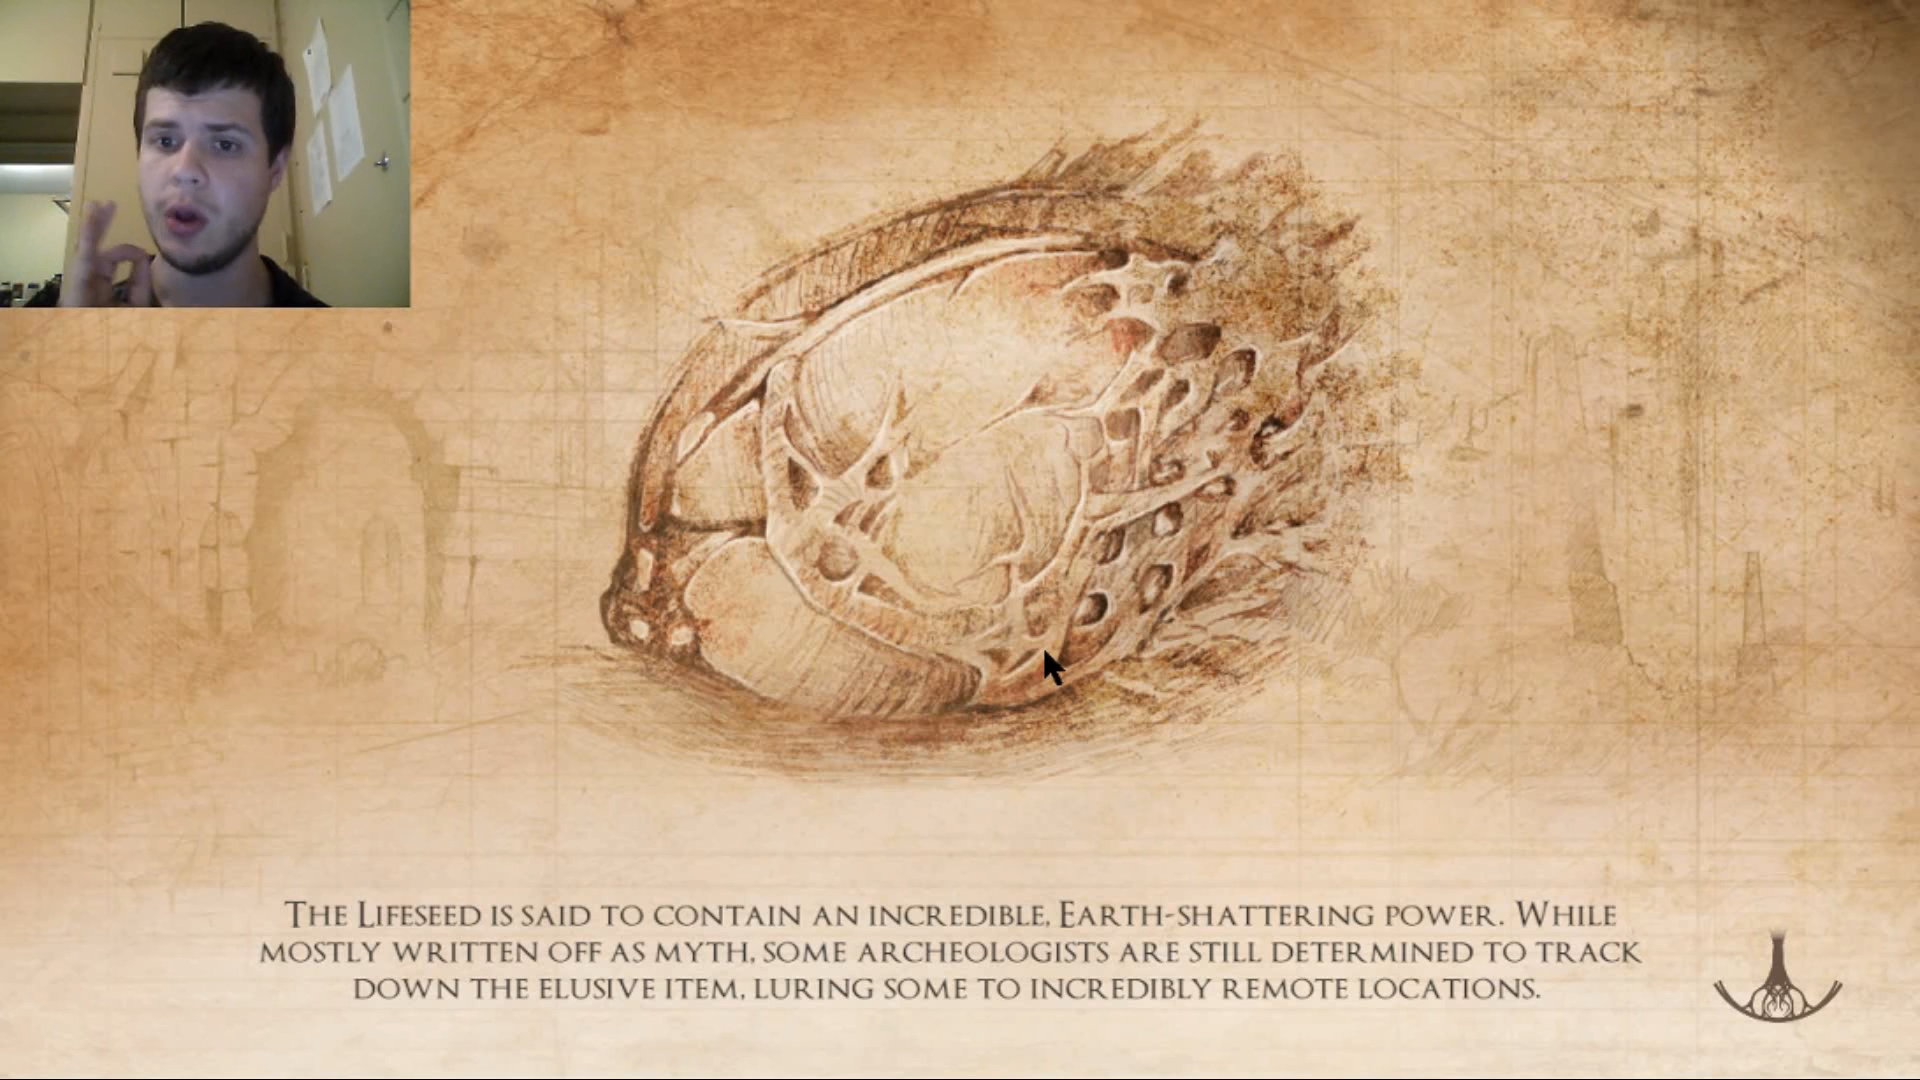 The Lifeseed is said to contain an incredible, Earth-shattering power. While
mostly written off as myth, some archeologists are still determined to track
down the elusive item, luring some to incredibly remote locations.